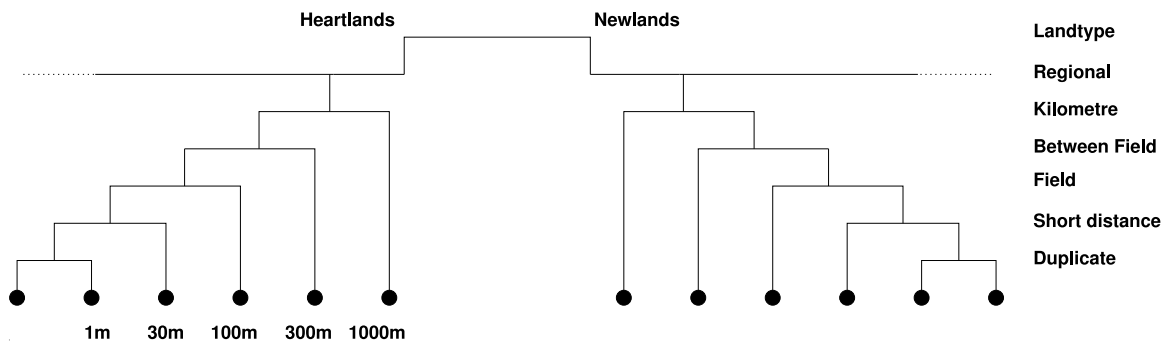 Heartlands Newlands
Landtype
Regional
Kilometre
Between Field
Field
Short distance
Duplicate
1m 30m 100m 300m 1000m